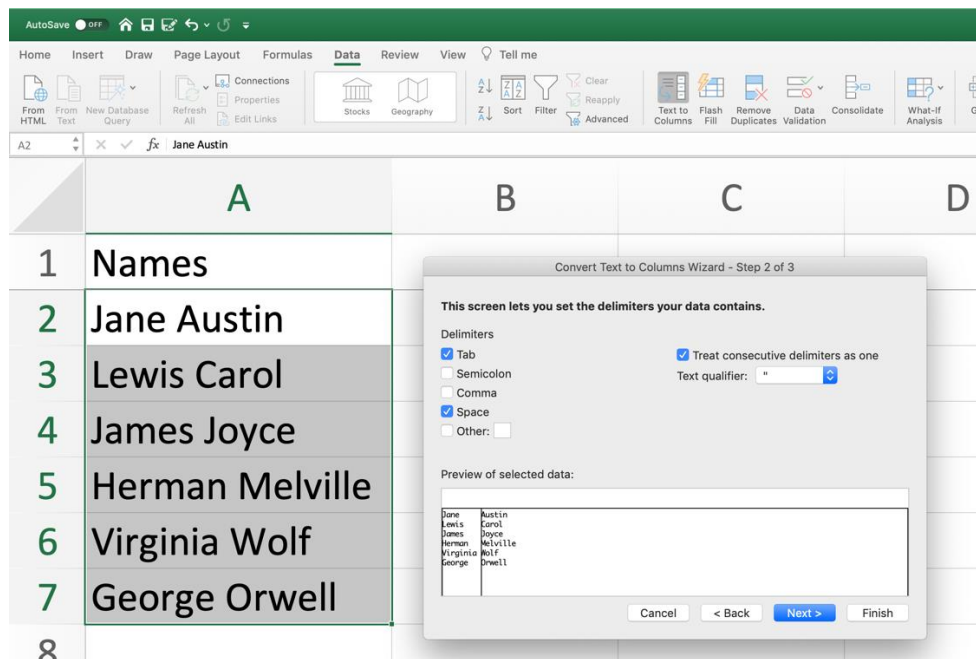 AutoSave OFF
Home Insert Draw Page Layout Formulas Data Review View Tell me
From HTML
From Text
New Database Query
Refresh All
Connections
Properties
Edit Links
Stocks
Geography
Sort
Filter
Clear
Reapply
Advanced
Text to Columns
Flash Fill
Remove Duplicates
Data Validation
Consolidate
What-If Analysis
A2 fx Jane Austin
A B C D
1 Names
2 Jane Austin
3 Lewis Carol
4 James Joyce
5 Herman Melville
6 Virginia Wolf
7 George Orwell
8
Convert Text to Columns Wizard - Step 2 of 3
This screen lets you set the delimiters your data contains.
Delimiters
Tab
Semicolon
Comma
Space
Other:
Treat consecutive delimiters as one
Text qualifier: "
Preview of selected data:
Jane Austin
Lewis Carol
James Joyce
Herman Melville
Virginia Wolf
George Orwell
Cancel < Back Next > Finish